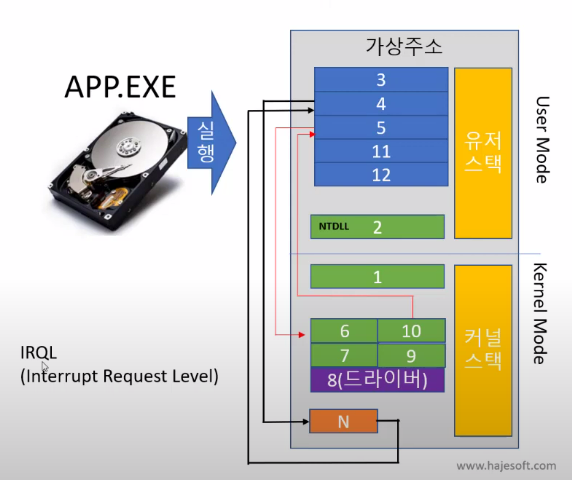 가상주소
APP.EXE
실행
3
4
5
11
12
유저
스택
User Mode
NTDLL 2
1
6 10
7 9
8(드라이버)
커널
스택
Kernel Mode
N
IRQL
(Interrupt Request Level)
www.hajesoft.com